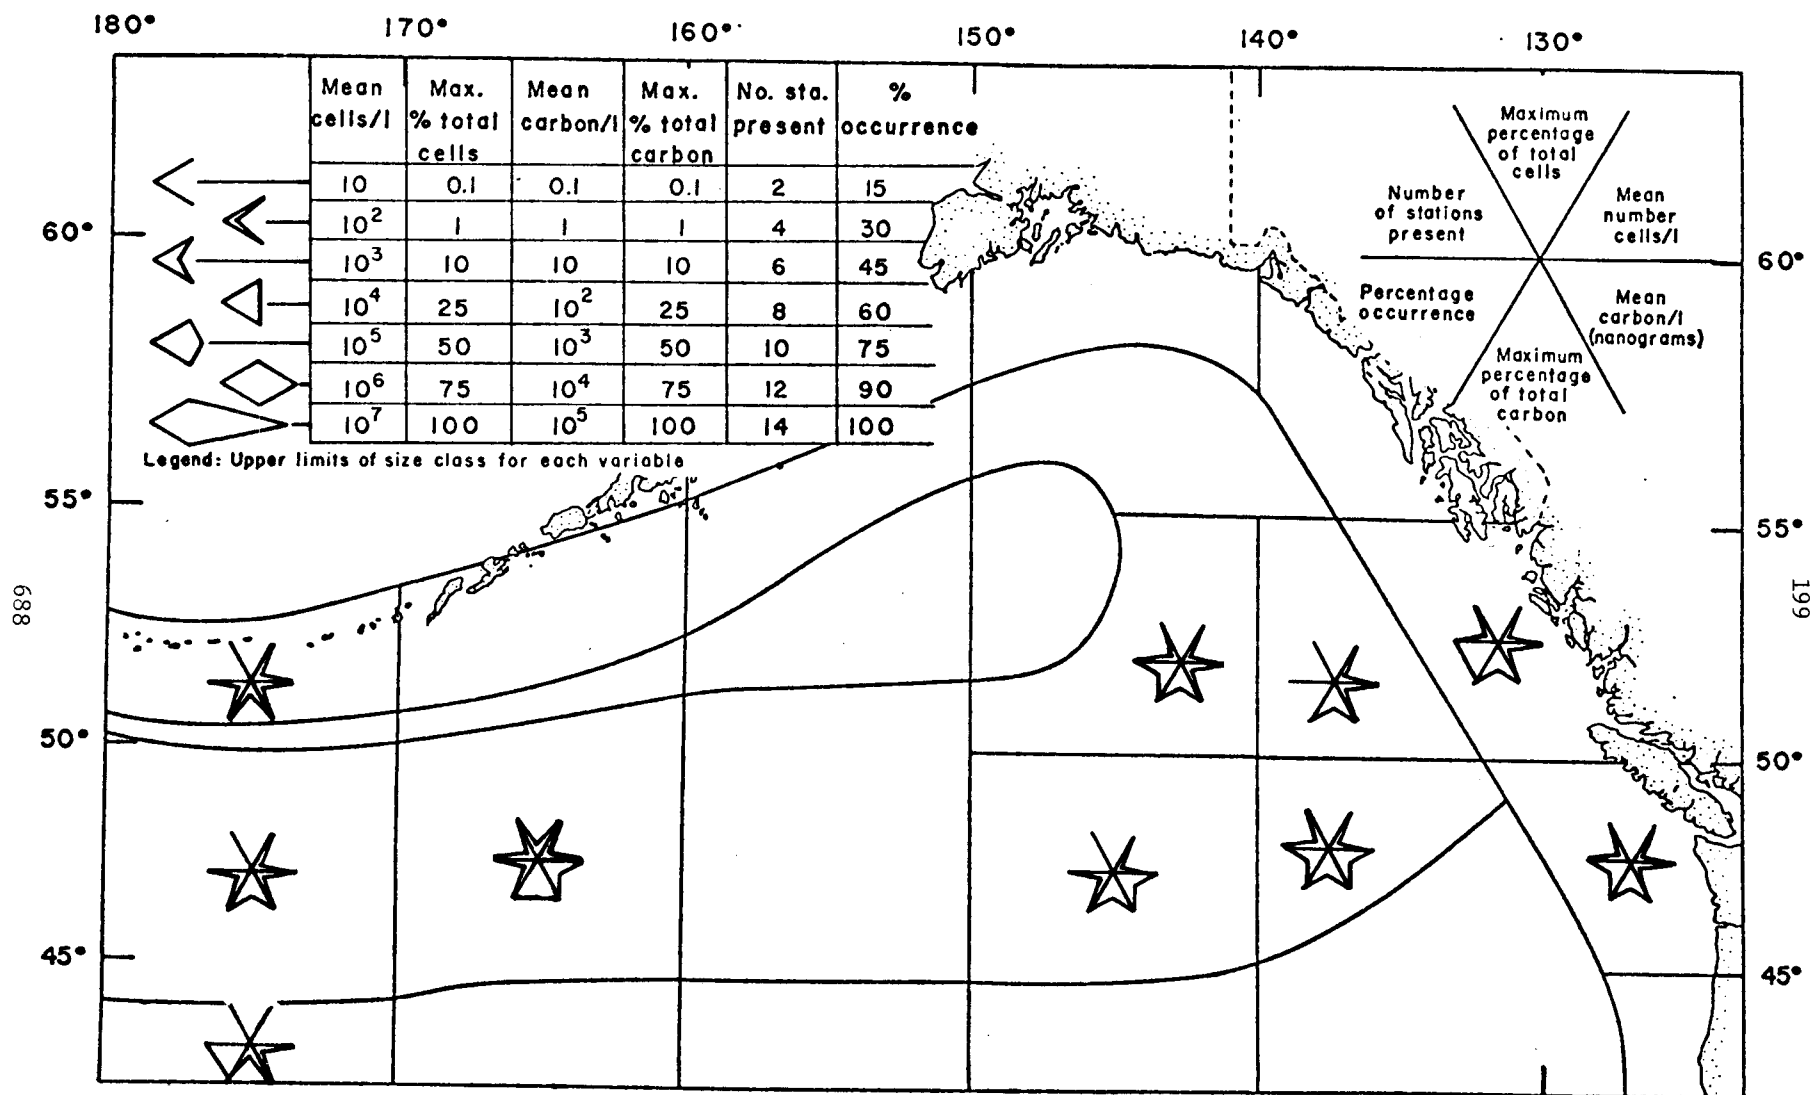 180° 170° 160° 150° 140° 130°
Mean Max. Mean Max. No. sta. %
cells/l % total carbon/l % total present occurrence
cells carbon
10 0.1 0.1 0.1 2 15
10² 1 1 1 4 30
10³ 10 10 10 6 45
10⁴ 25 10² 25 8 60
10⁵ 50 10³ 50 10 75
10⁶ 75 10⁴ 75 12 90
10⁷ 100 10⁵ 100 14 100
Legend: Upper limits of size class for each variable
Maximum
percentage
of total
cells
Number
of stations
present
Mean
number
cells/l
Percentage
occurrence
Mean
carbon/l
(nanograms)
Maximum
percentage
of total
carbon
60° 60°
55° 55°
50° 50°
45° 45°
688
199